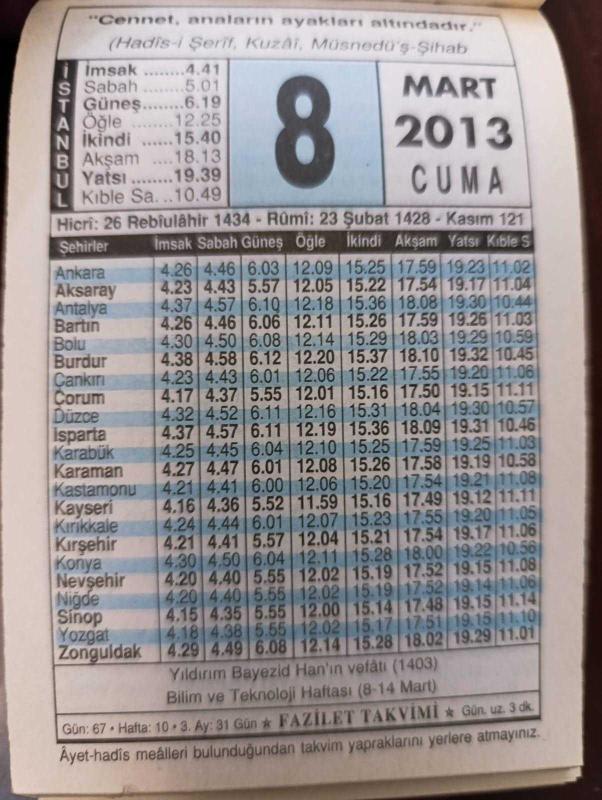 "Cennet, anaların ayakları altındadır."
(Hadîs-i Şerîf, Kuzâî, Müsnedü'ş-Şihab
İSTANBUL
İmsak ........4.41
Sabah .......5.01
Güneş.......6.19
Öğle .........12.25
İkindi ......15.40
Akşam .....18.13
Yatsı .......19.39
Kıble Sa. ..10.49
8
MART
2013
CUMA
Hicrî: 26 Rebîulâhir 1434 - Rûmî: 23 Şubat 1428 - Kasım 121
Şehirler İmsak Sabah Güneş Öğle İkindi Akşam Yatsı Kıble S
Ankara 4.26 4.46 6.03 12.09 15.25 17.59 19.23 11.02
Aksaray 4.23 4.43 5.57 12.05 15.22 17.54 19.17 11.04
Antalya 4.37 4.57 6.10 12.18 15.36 18.08 19.30 10.44
Bartın 4.26 4.46 6.06 12.11 15.26 17.59 19.26 11.03
Bolu 4.30 4.50 6.08 12.14 15.29 18.03 19.29 10.59
Burdur 4.38 4.58 6.12 12.20 15.37 18.10 19.32 10.45
Çankırı 4.23 4.43 6.01 12.06 15.22 17.55 19.20 11.06
Çorum 4.17 4.37 5.55 12.01 15.16 17.50 19.15 11.11
Düzce 4.32 4.52 6.11 12.16 15.31 18.04 19.30 10.57
Isparta 4.37 4.57 6.11 12.19 15.36 18.09 19.31 10.46
Karabük 4.25 4.45 6.04 12.10 15.25 17.59 19.25 11.03
Karaman 4.27 4.47 6.01 12.08 15.26 17.58 19.19 10.58
Kastamonu 4.21 4.41 6.00 12.06 15.20 17.54 19.21 11.08
Kayseri 4.16 4.36 5.52 11.59 15.16 17.49 19.12 11.11
Kırıkkale 4.24 4.44 6.01 12.07 15.23 17.55 19.20 11.05
Kırşehir 4.21 4.41 5.57 12.04 15.21 17.54 19.17 11.06
Konya 4.30 4.50 6.04 12.11 15.28 18.00 19.22 10.56
Nevşehir 4.20 4.40 5.55 12.02 15.19 17.52 19.15 11.08
Niğde 4.20 4.40 5.55 12.02 15.19 17.52 19.14 11.06
Sinop 4.15 4.35 5.55 12.00 15.14 17.48 19.15 11.14
Yozgat 4.18 4.38 5.55 12.02 15.17 17.51 19.15 11.10
Zonguldak 4.29 4.49 6.08 12.14 15.28 18.02 19.29 11.01
Yıldırım Bayezid Han'ın vefâtı (1403)
Bilim ve Teknoloji Haftası (8-14 Mart)
Gün: 67 • Hafta: 10 • 3. Ay: 31 Gün ★ FAZİLET TAKVİMİ ★ Gün. uz. 3 dk.
Âyet-hadîs meâlleri bulunduğundan takvim yapraklarını yerlere atmayınız.